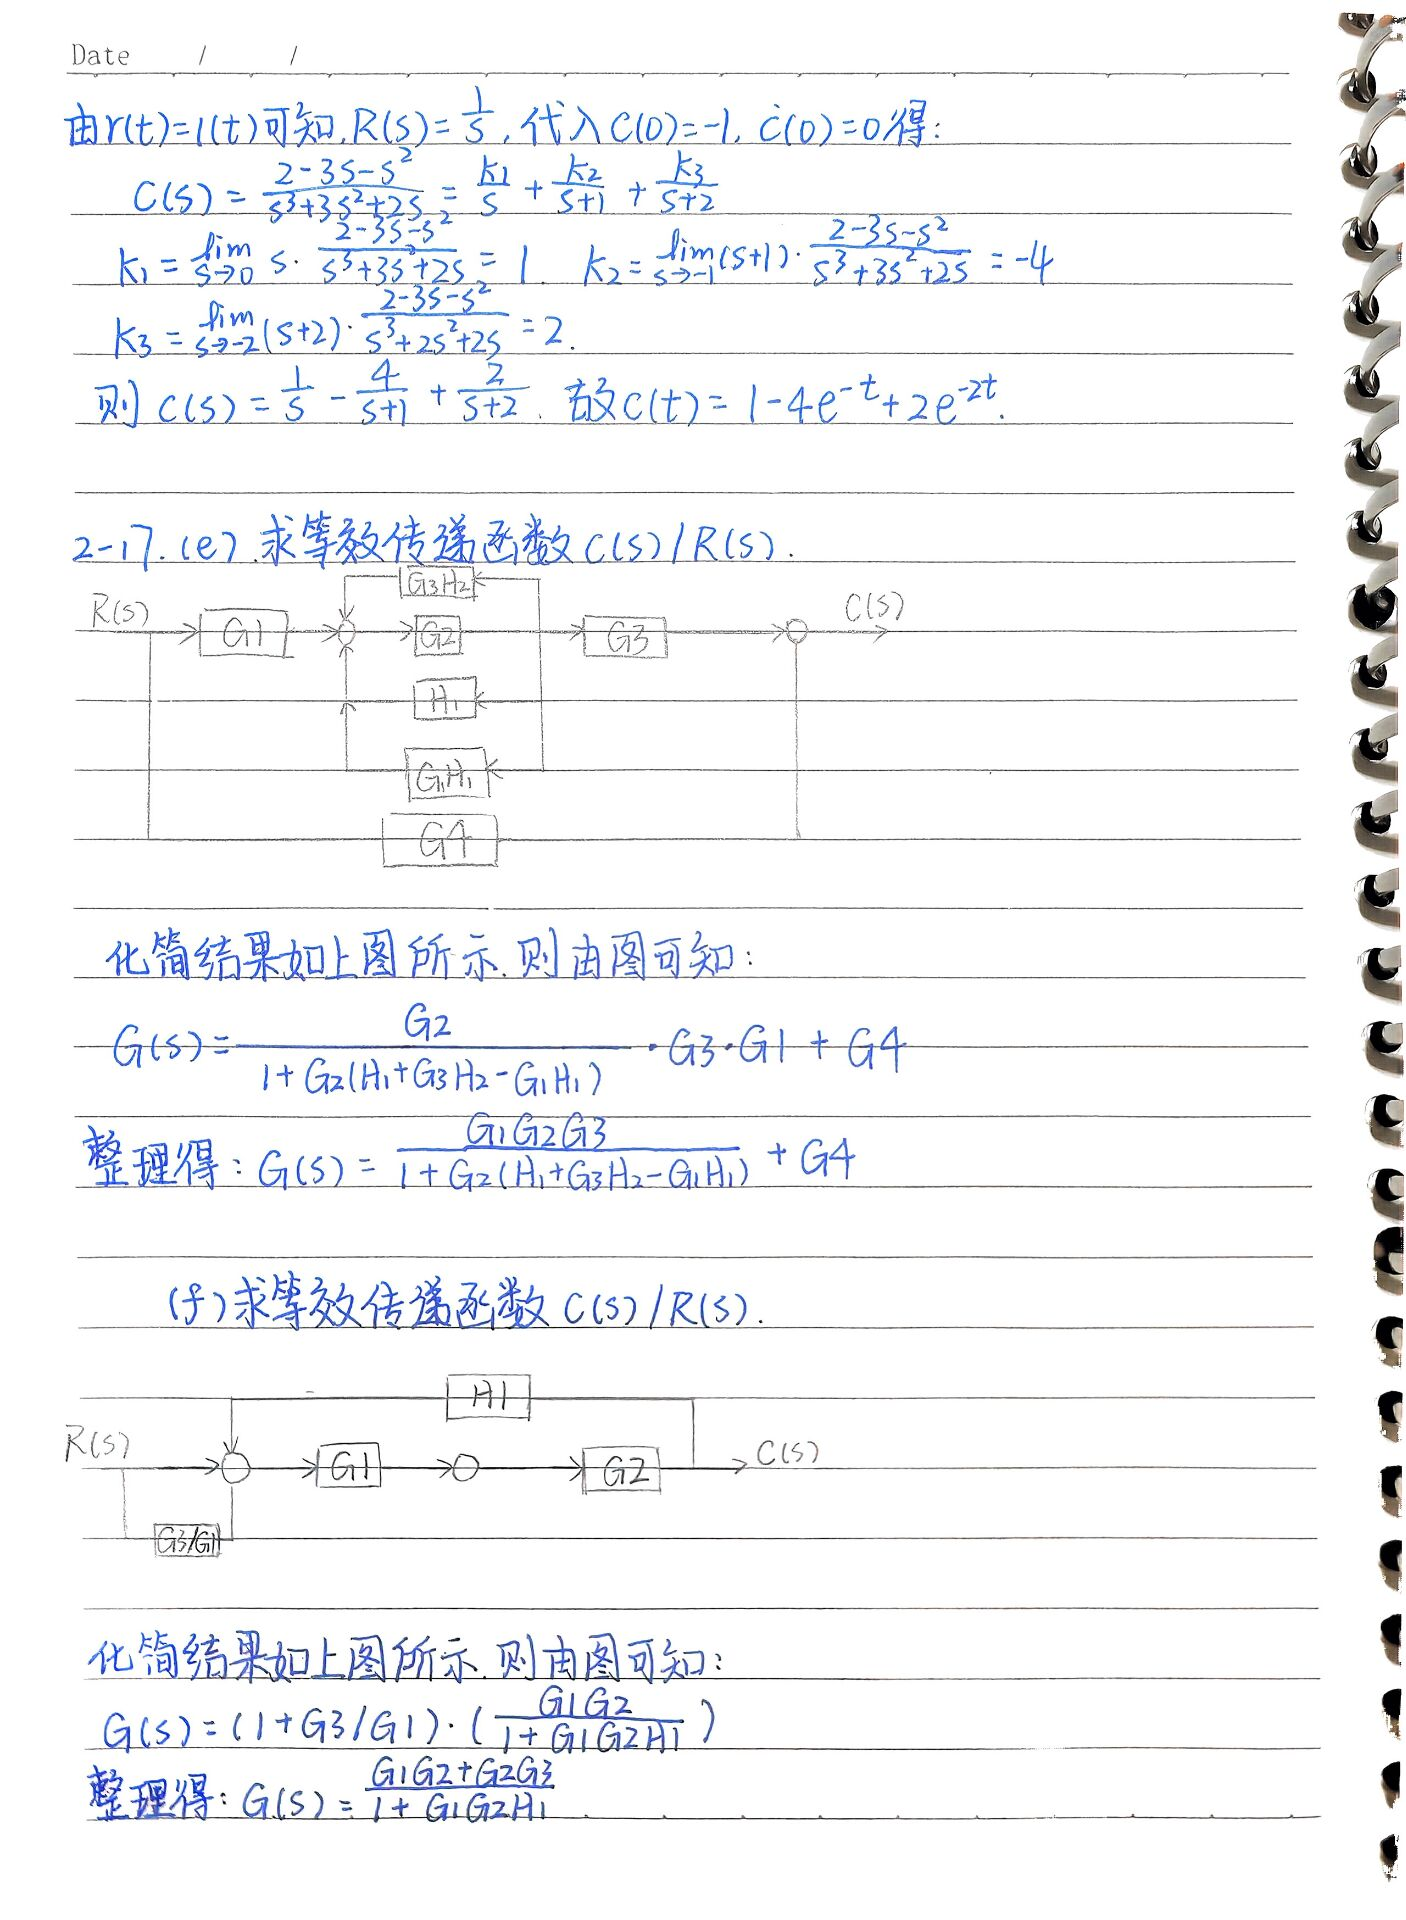 Date / /
由r(t)=1(t)可知,R(s)=1/s,代入C(0)=-1,ċ(0)=0得:
C(s)=(2-3s-s²)/(s³+3s²+2s)=k1/s+k2/(s+1)+k3/(s+2)
k1=lim s→0 s·(2-3s-s²)/(s³+3s²+2s)=1. k2=lim s→-1 (s+1)·(2-3s-s²)/(s³+3s²+2s)=-4
k3=lim s→-2 (s+2)·(2-3s-s²)/(s³+2s²+2s)=2.
则C(s)=1/s-4/(s+1)+2/(s+2). 故C(t)=1-4e^-t+2e^-2t.
2-17.(e).求等效传递函数C(s)/R(s).
G3H2
R(s) G1 G2 G3 C(s)
H1
G1H1
G4
化简结果如上图所示.则由图可知:
G(s)=G2/(1+G2(H1+G3H2-G1H1))·G3·G1+G4
整理得:G(s)=G1G2G3/(1+G2(H1+G3H2-G1H1))+G4
(f)求等效传递函数C(s)/R(s).
H1
R(s) G1 G2 C(s)
G3/G1
化简结果如上图所示.则由图可知:
G(s)=(1+G3/G1)·(G1G2/(1+G1G2H1))
整理得:G(s)=(G1G2+G2G3)/(1+G1G2H1)